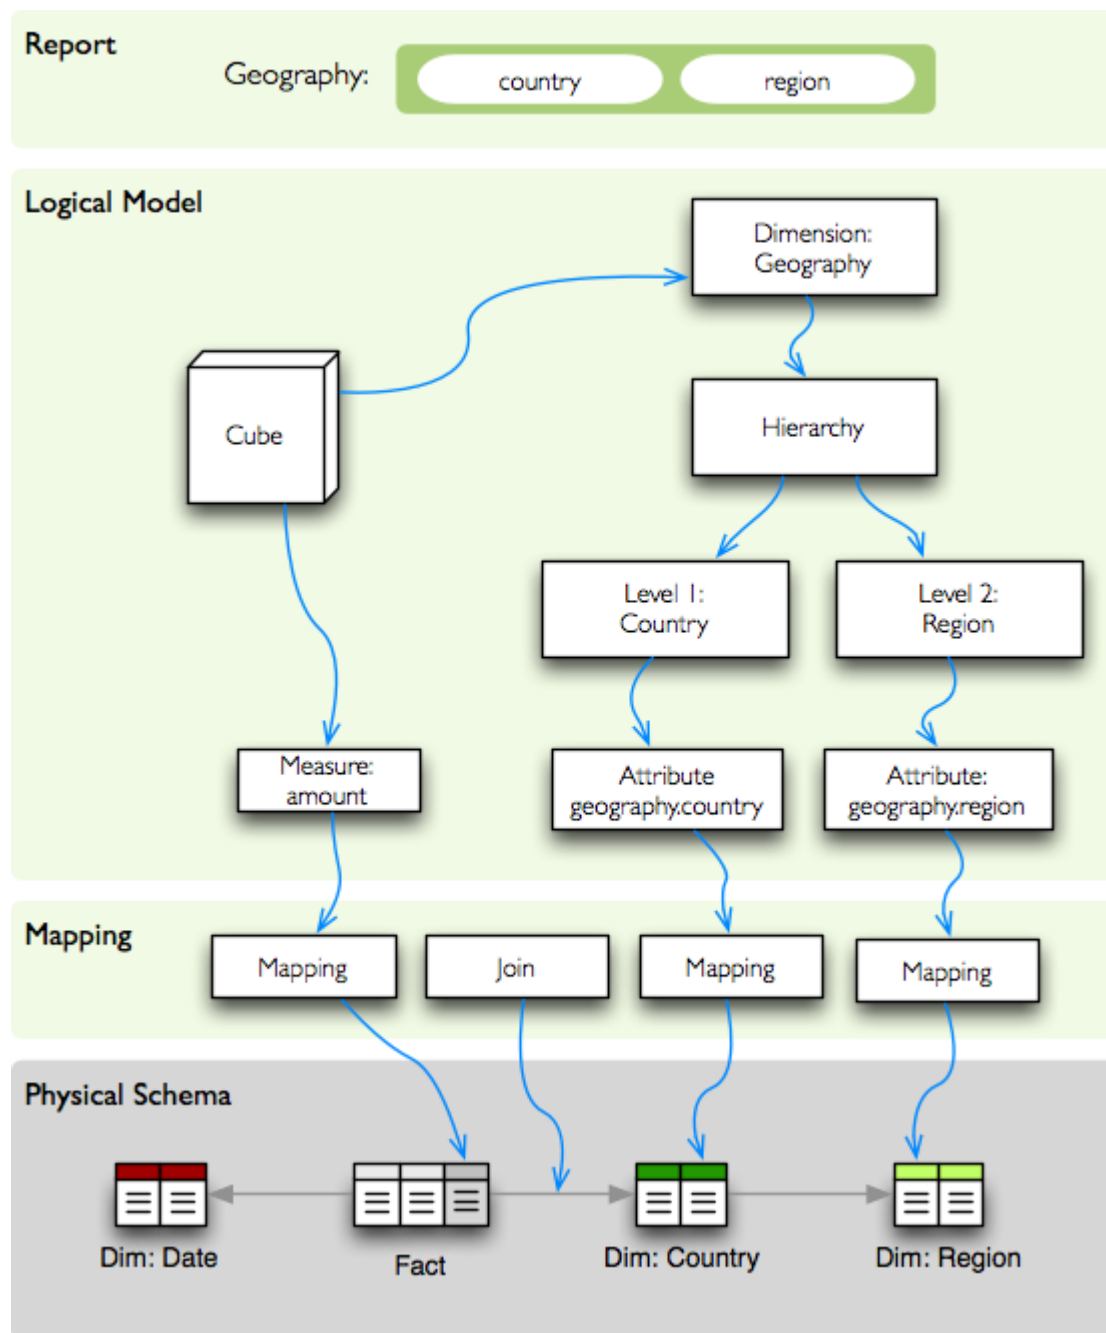 Report
Geography:
country
region
Logical Model
Dimension:
Geography
Cube
Hierarchy
Level 1:
Country
Level 2:
Region
Measure:
amount
Attribute
geography.country
Attribute:
geography.region
Mapping
Mapping
Join
Mapping
Mapping
Physical Schema
Dim: Date
Fact
Dim: Country
Dim: Region